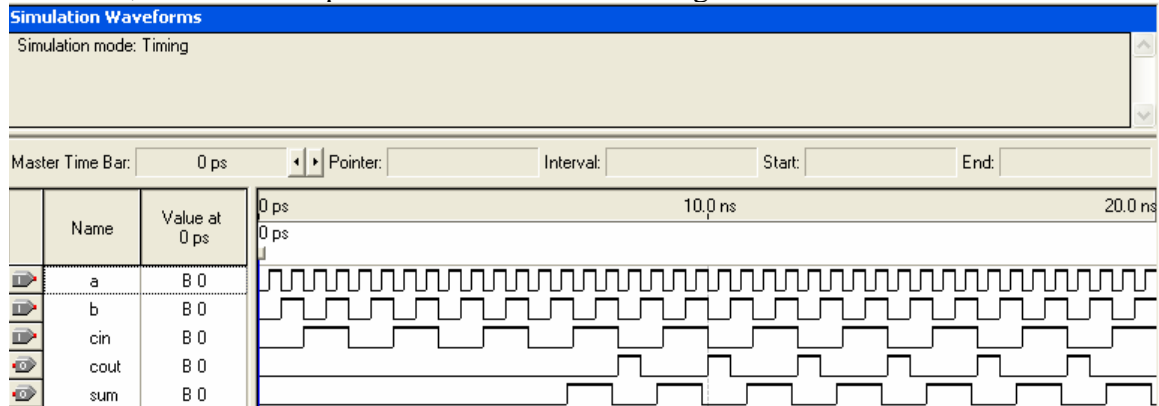 Simulation Waveforms
Simulation mode: Timing
Master Time Bar: 0 ps Pointer: Interval: Start: End:
Name Value at 0 ps 0 ps 10.0 ns 20.0 ns
0 ps
a B 0
b B 0
cin B 0
cout B 0
sum B 0